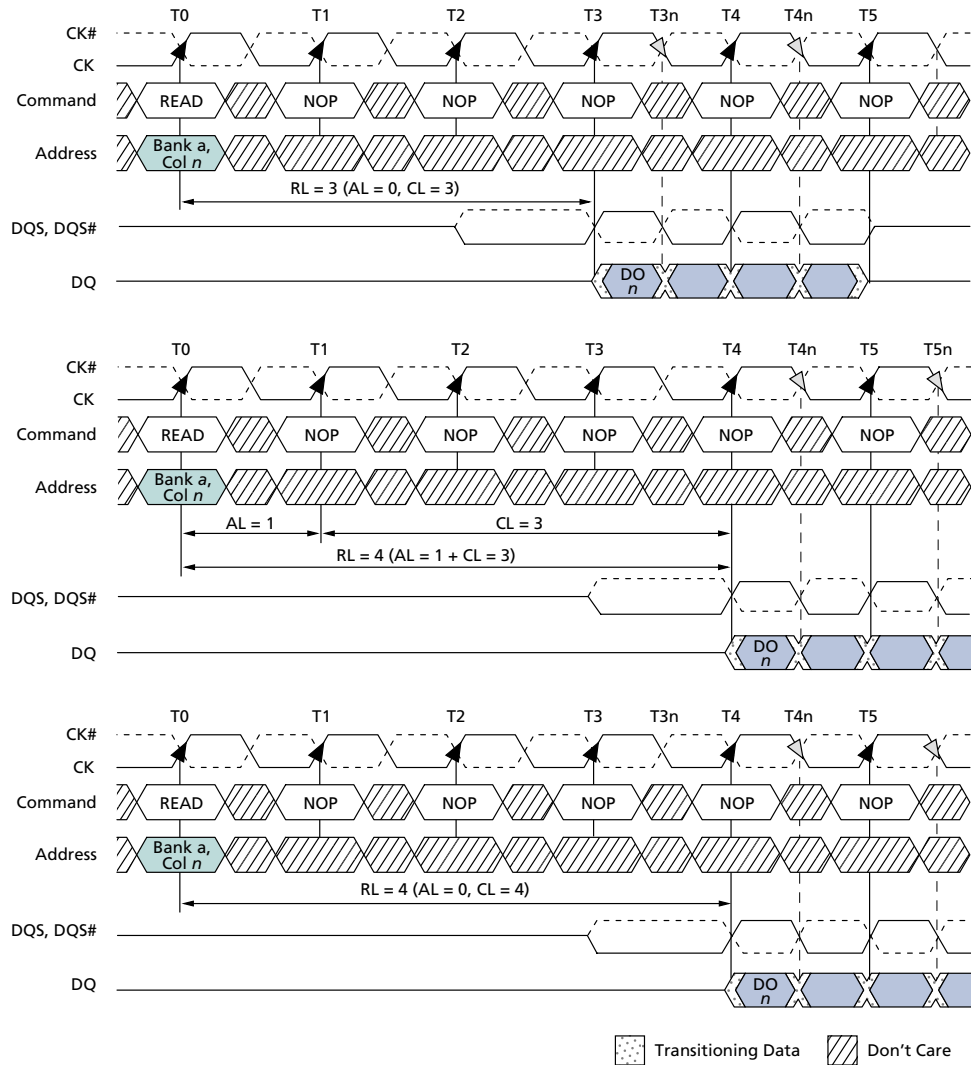 T0 T1 T2 T3 T3n T4 T4n T5
CK#
CK
Command READ NOP NOP NOP NOP NOP
Address Bank a,
Col n
RL = 3 (AL = 0, CL = 3)
DQS, DQS#
DQ DO
n
T0 T1 T2 T3 T4 T4n T5 T5n
CK#
CK
Command READ NOP NOP NOP NOP NOP
Address Bank a,
Col n
AL = 1 CL = 3
RL = 4 (AL = 1 + CL = 3)
DQS, DQS#
DQ DO
n
T0 T1 T2 T3 T3n T4 T4n T5
CK#
CK
Command READ NOP NOP NOP NOP NOP
Address Bank a,
Col n
RL = 4 (AL = 0, CL = 4)
DQS, DQS#
DQ DO
n
Transitioning Data Don't Care